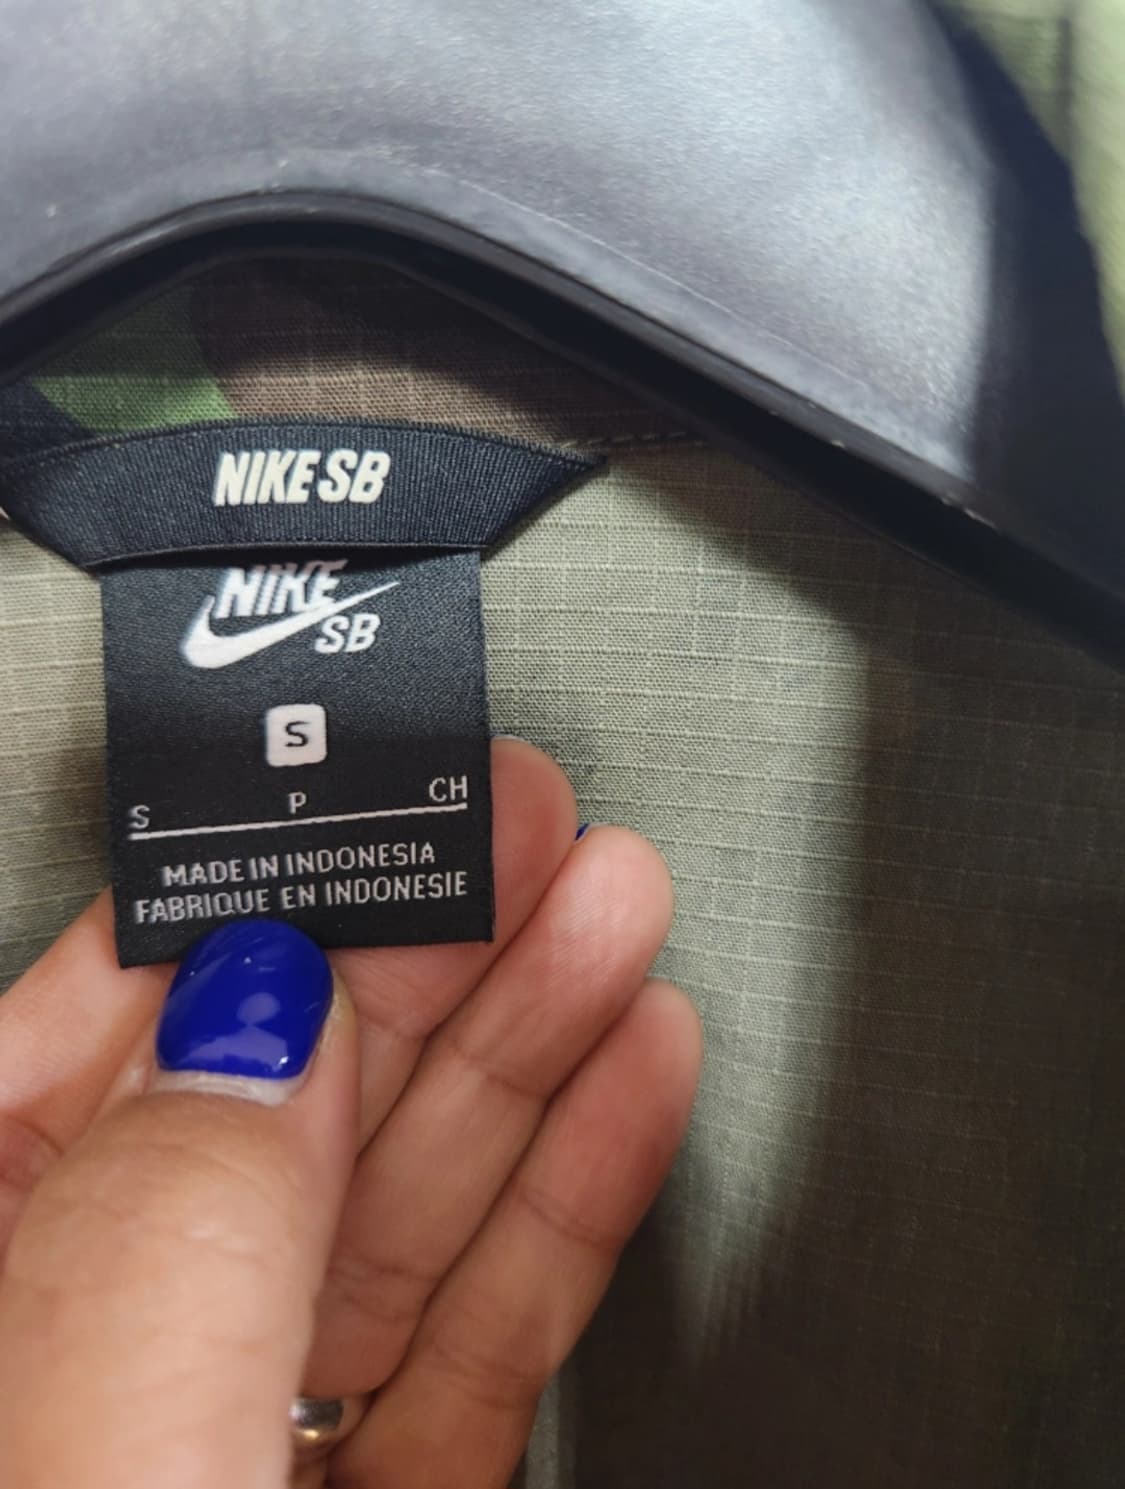 NIKE SB
NIKE
SB
S
S P CH
MADE IN INDONESIA
FABRIQUE EN INDONESIE